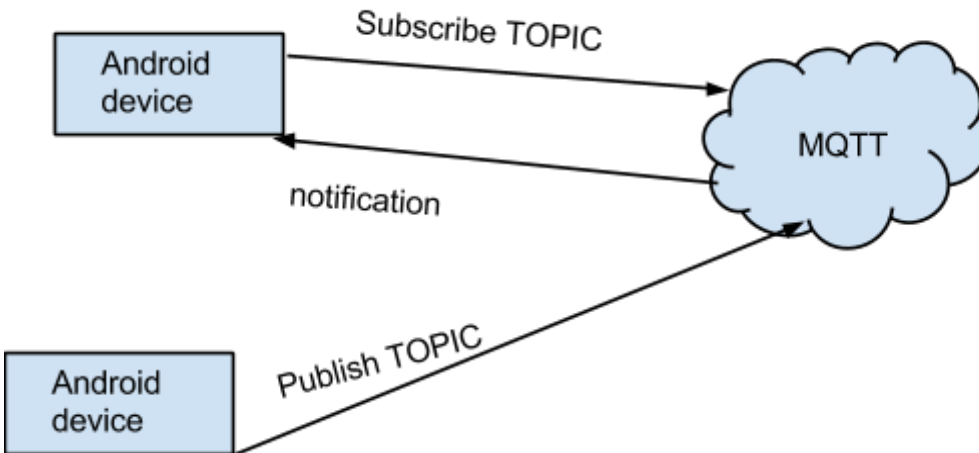 Subscribe TOPIC
Android
device
MQTT
notification
Publish TOPIC
Android
device